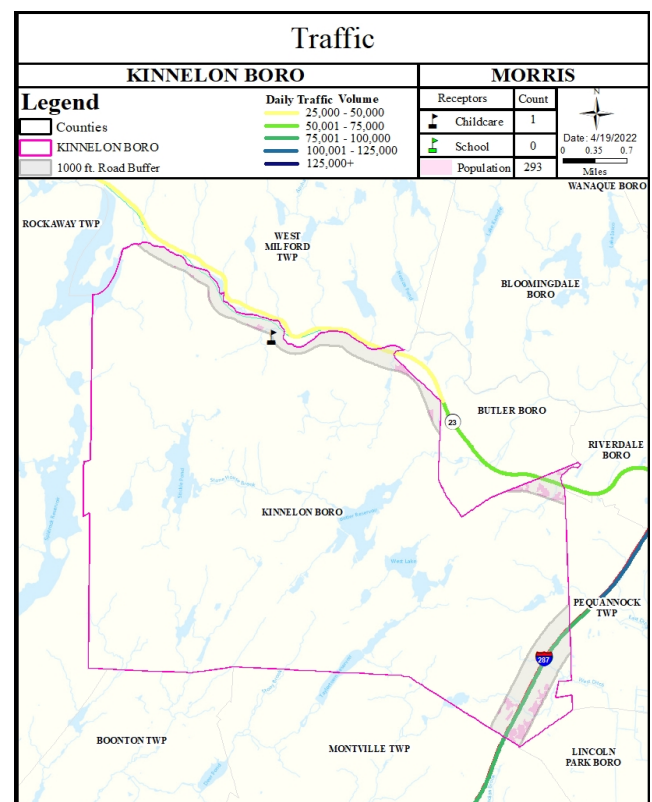 Traffic
KINNELON BORO
MORRIS
Legend
Counties
KINNELON BORO
1000 ft. Road Buffer
Daily Traffic Volume
25,000 - 50,000
50,001 - 75,000
75,001 - 100,000
100,001 - 125,000
125,000+
Receptors Count
Childcare 1
School 0
Population 293
N
Date: 4/19/2022
0 0.35 0.7
Miles
WANAQUE BORO
ROCKAWAY TWP
WEST
MILFORD
TWP
BLOOMINGDALE
BORO
BUTLER BORO
23
RIVERDALE
BORO
KINNELON BORO
PEQUANNOCK
TWP
287
BOONTON TWP
MONTVILLE TWP
LINCOLN
PARK BORO